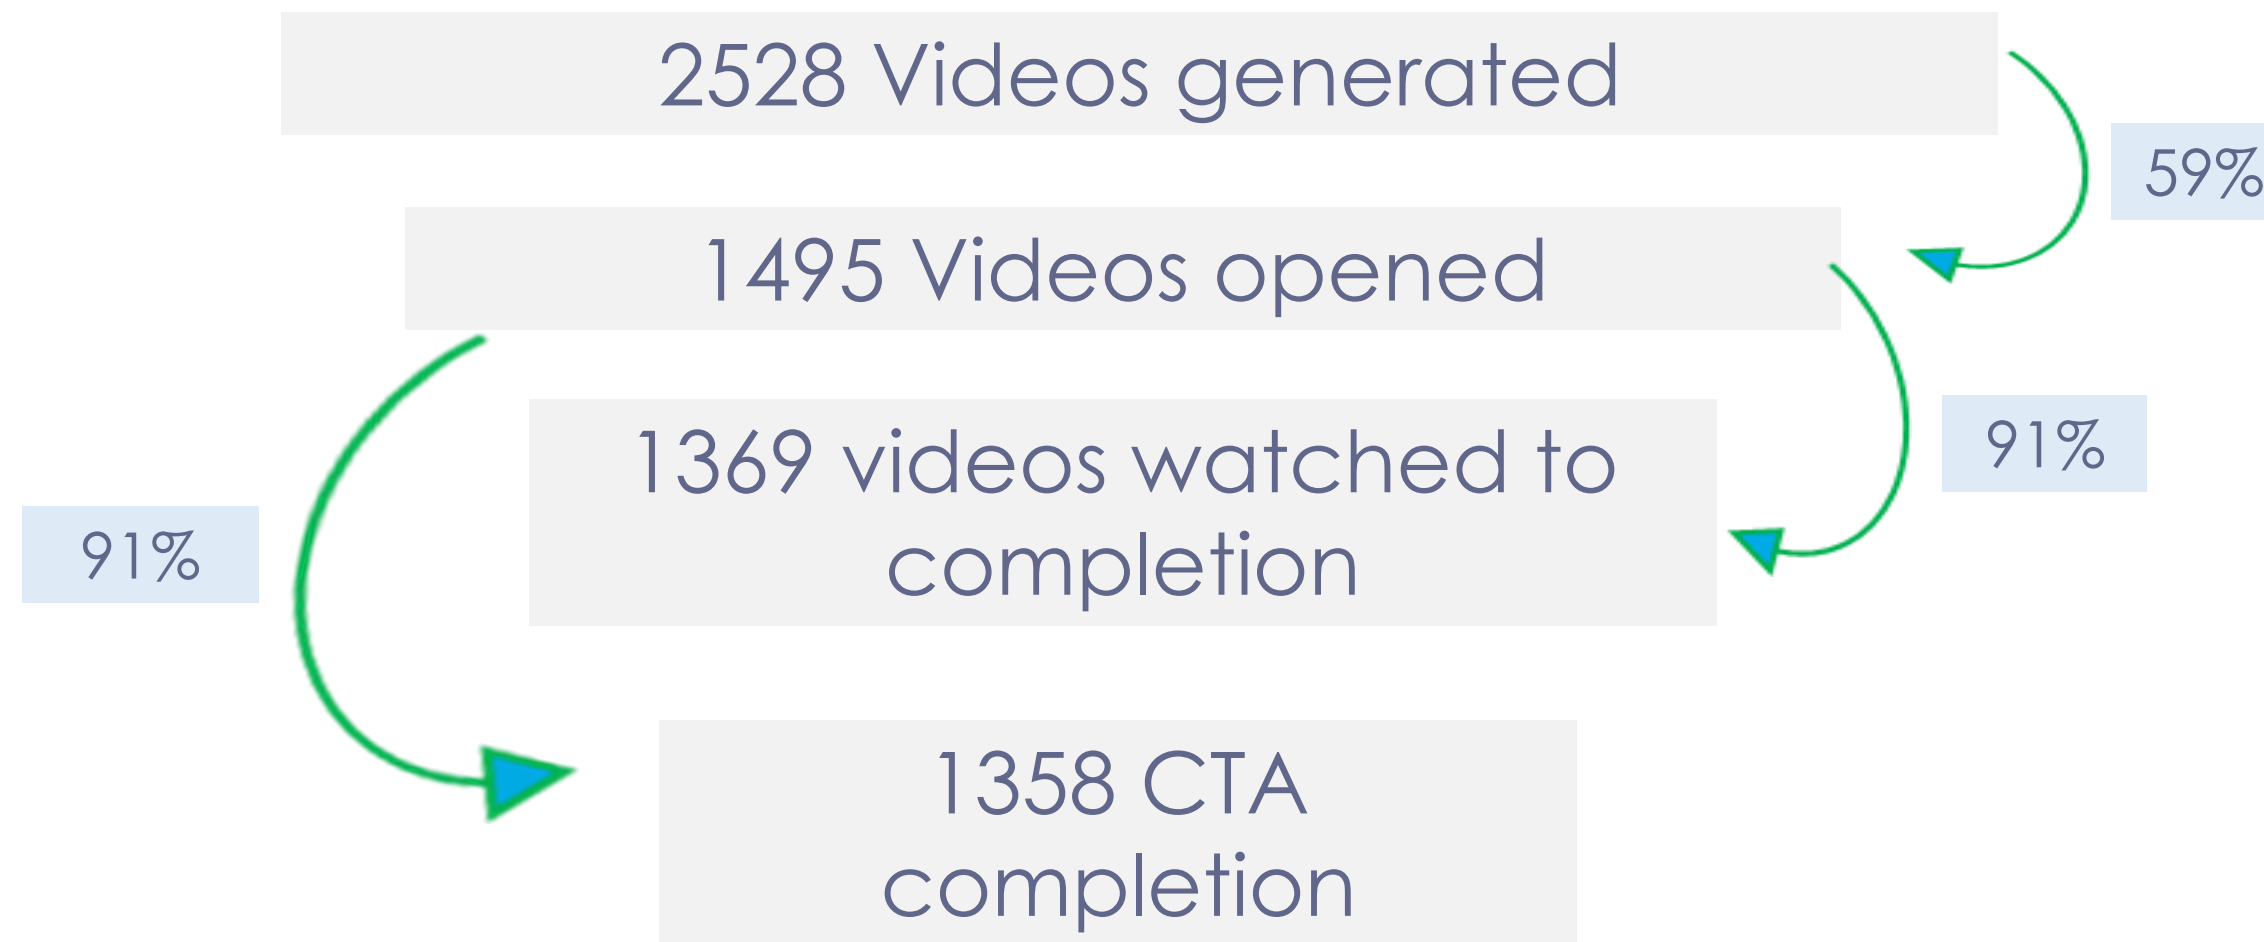 2528 Videos generated
59%
1495 Videos opened
1369 videos watched to
completion
91%
91%
1358 CTA
completion